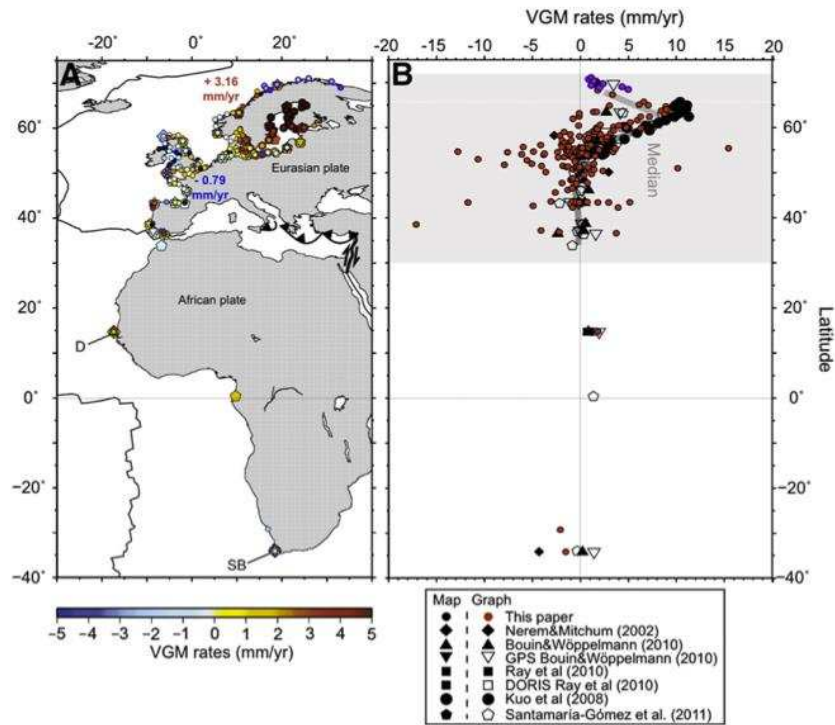 VGM rates (mm/yr)
-20° 0° 20°
-20 -15 -10 -5 0 5 10 15 20
A
B
+ 3.16
mm/yr
60°
60°
Eurasian plate
- 0.79
mm/yr
Median
40°
40°
African plate
20°
20°
D
Latitude
0°
0°
-20°
20°
SB
-40°
-40°
-5 -4 -3 -2 -1 0 1 2 3 4 5
VGM rates (mm/yr)
Map Graph
This paper
Nerem&Mitchum (2002)
Bouin&Wöppelmann (2010)
GPS Bouin&Wöppelmann (2010)
Ray et al (2010)
DORIS Ray et al (2010)
Kuo et al (2008)
Santamaría-Gómez et al. (2011)